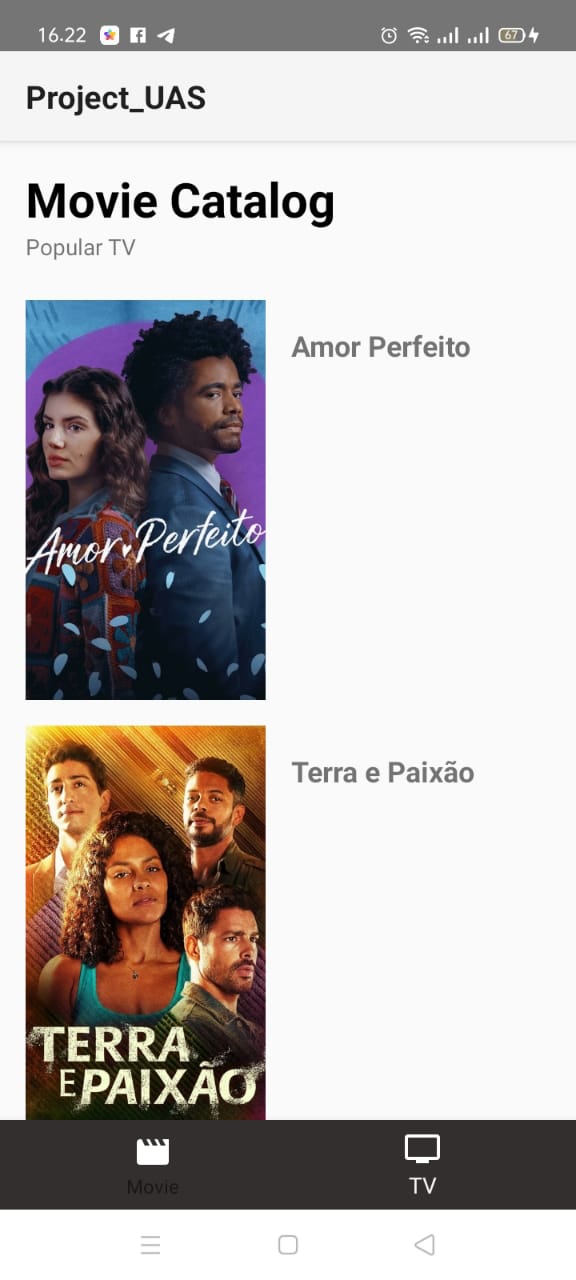 16.22
67
Project_UAS
Movie Catalog
Popular TV
Amor Perfeito
Amor Perfeito
Terra e Paixão
TERRA
E PAIXÃO
Movie
TV